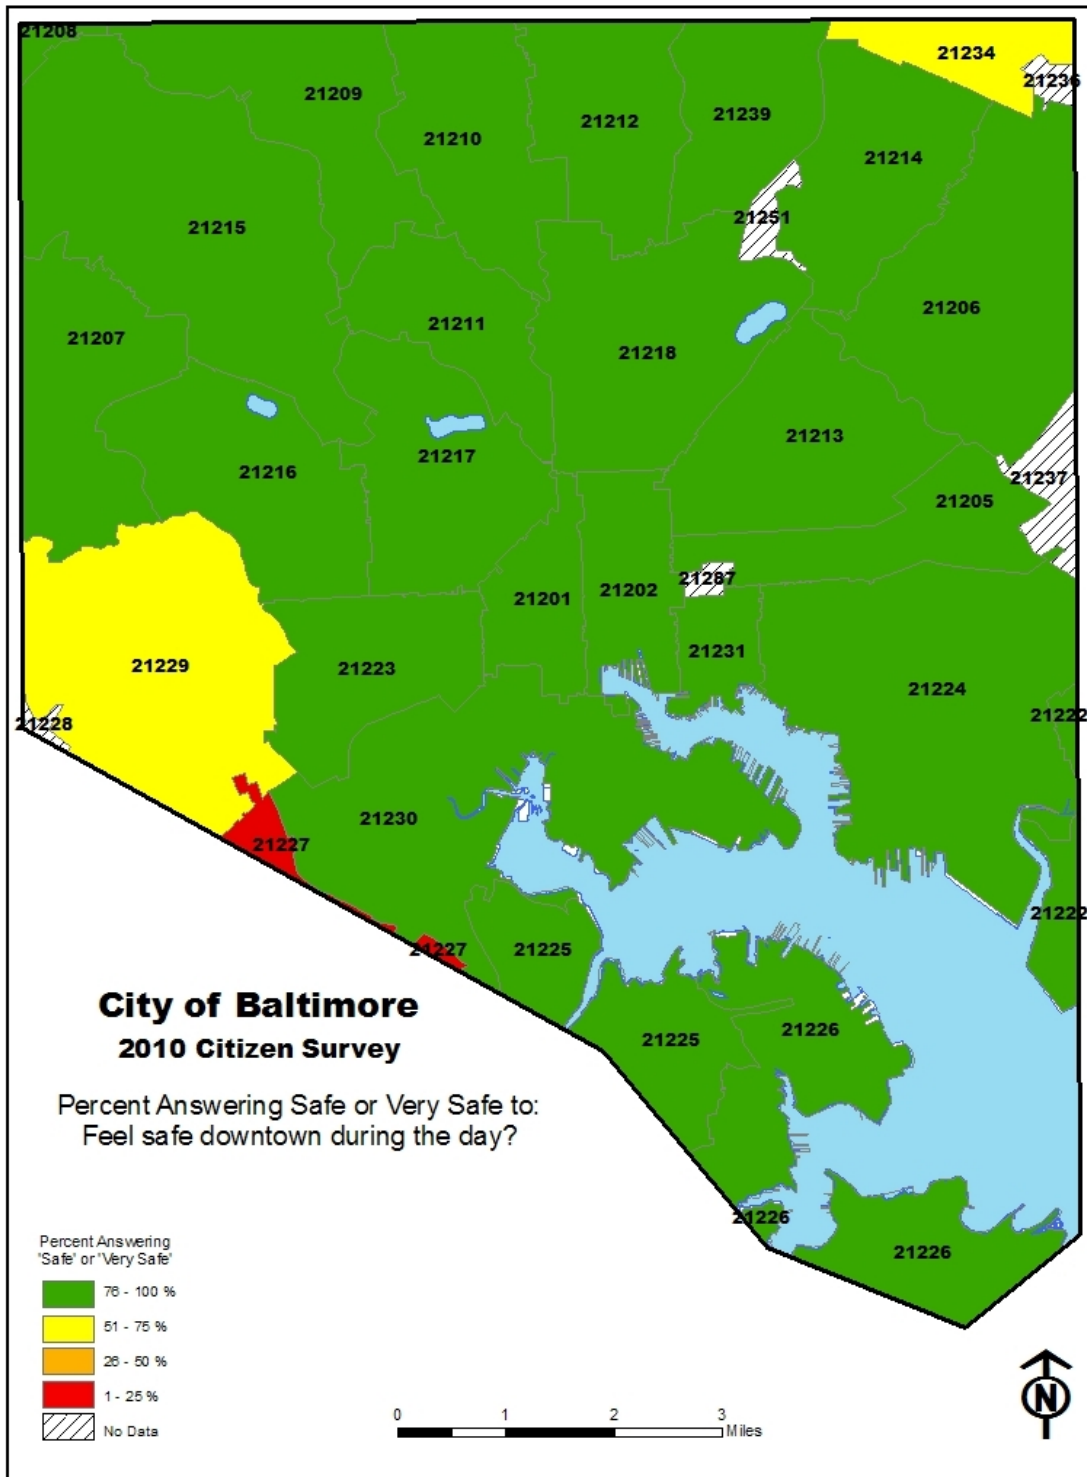 21208
21234
21236
21209
21239
21212
21210
21214
21251
21215
21206
21211
21207
21218
21213
21217
21216
21237
21205
21287
21202
21201
21231
21229
21223
21224
21222
21228
21230
21227
21222
21227
21225
City of Baltimore
2010 Citizen Survey
21226
21225
Percent Answering Safe or Very Safe to:
Feel safe downtown during the day?
21226
21226
Percent Answering
'Safe' or 'Very Safe'
76 - 100 %
51 - 75 %
26 - 50 %
1 - 25 %
No Data
0 1 2 3
Miles
N